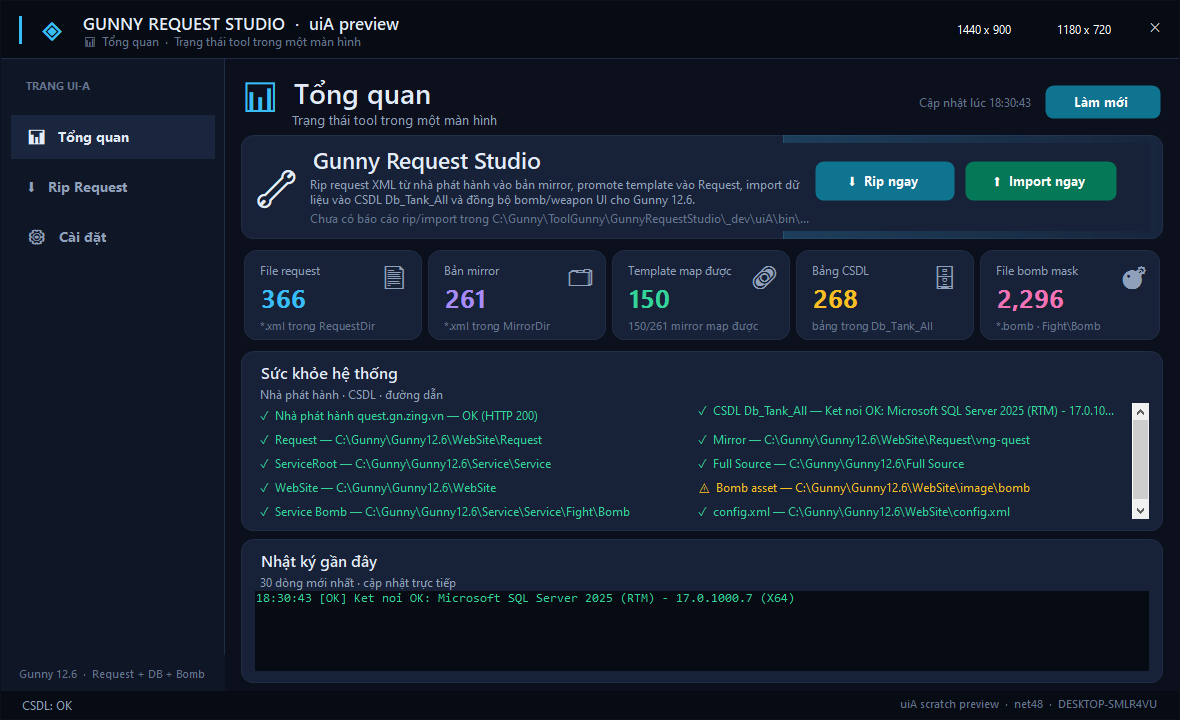 GUNNY REQUEST STUDIO · uiA preview
Tổng quan · Trạng thái tool trong một màn hình
1440 x 900
1180 x 720
TRANG UI-A
Tổng quan
Rip Request
Cài đặt
Gunny 12.6 · Request + DB + Bomb
Tổng quan
Trạng thái tool trong một màn hình
Cập nhật lúc 18:30:43
Làm mới
Gunny Request Studio
Rip request XML từ nhà phát hành vào bản mirror, promote template vào Request, import dữ
liệu vào CSDL Db_Tank_All và đồng bộ bomb/weapon UI cho Gunny 12.6.
Chưa có báo cáo rip/import trong C:\Gunny\ToolGunny\GunnyRequestStudio\_dev\uiA\bin\...
Rip ngay
Import ngay
File request
366
*.xml trong RequestDir
Bản mirror
261
*.xml trong MirrorDir
Template map được
150
150/261 mirror map được
Bảng CSDL
268
bảng trong Db_Tank_All
File bomb mask
2,296
*.bomb · Fight\Bomb
Sức khỏe hệ thống
Nhà phát hành · CSDL · đường dẫn
✓ Nhà phát hành quest.gn.zing.vn — OK (HTTP 200)
✓ CSDL Db_Tank_All — Ket noi OK: Microsoft SQL Server 2025 (RTM) - 17.0.10...
✓ Request — C:\Gunny\Gunny12.6\WebSite\Request
✓ Mirror — C:\Gunny\Gunny12.6\WebSite\Request\vng-quest
✓ ServiceRoot — C:\Gunny\Gunny12.6\Service\Service
✓ Full Source — C:\Gunny\Gunny12.6\Full Source
✓ WebSite — C:\Gunny\Gunny12.6\WebSite
⚠ Bomb asset — C:\Gunny\Gunny12.6\WebSite\image\bomb
✓ Service Bomb — C:\Gunny\Gunny12.6\Service\Service\Fight\Bomb
✓ config.xml — C:\Gunny\Gunny12.6\WebSite\config.xml
Nhật ký gần đây
30 dòng mới nhất · cập nhật trực tiếp
18:30:43 [OK] Ket noi OK: Microsoft SQL Server 2025 (RTM) - 17.0.1000.7 (X64)
CSDL: OK
uiA scratch preview · net48 · DESKTOP-SMLR4VU